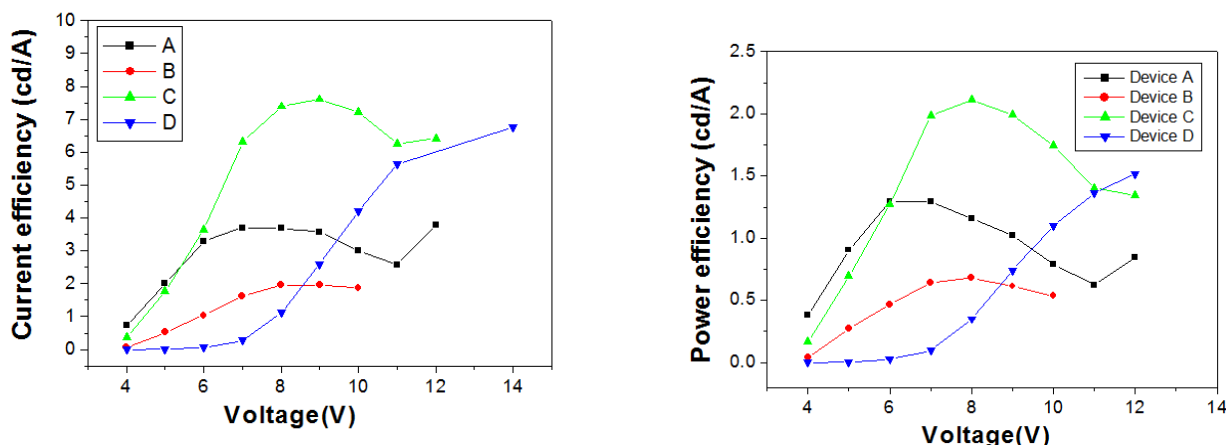 Current efficiency (cd/A)
10
9
8
7
6
5
4
3
2
1
0
A
B
C
D
4 6 8 10 12 14
Voltage(V)
Power efficiency (cd/A)
2.5
2.0
1.5
1.0
0.5
0.0
Device A
Device B
Device C
Device D
4 6 8 10 12 14
Voltage(V)